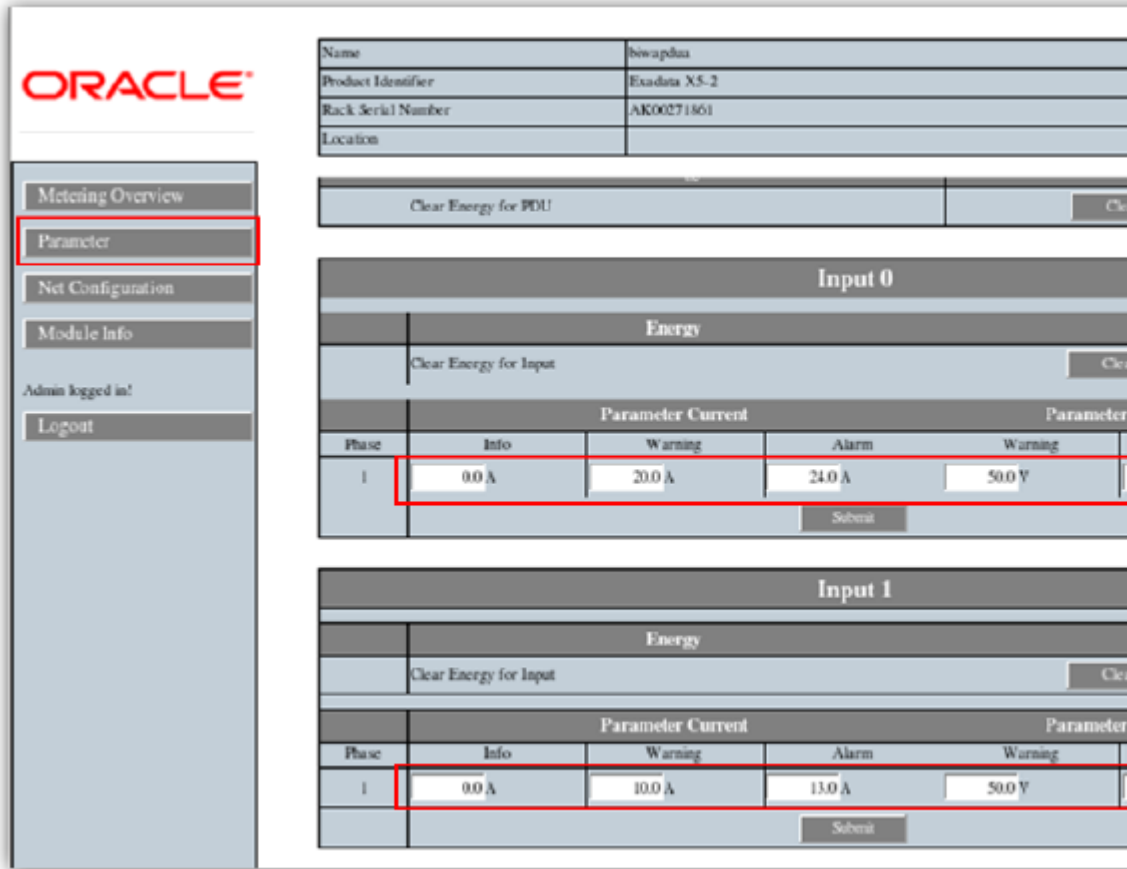 ORACLE
Name biwapdua
Product Identifier Exadata X5-2
Rack Serial Number AK00271861
Location
Metering Overview
Parameter
Net Configuration
Module Info
Admin logged in!
Logout
Clear Energy for PDU
Input 0
Energy
Clear Energy for Input
Parameter Current Parameter
Phase Info Warning Alarm Warning
1 0.0 A 20.0 A 24.0 A 50.0 V
Submit
Input 1
Energy
Clear Energy for Input
Parameter Current Parameter
Phase Info Warning Alarm Warning
1 0.0 A 10.0 A 13.0 A 50.0 V
Submit